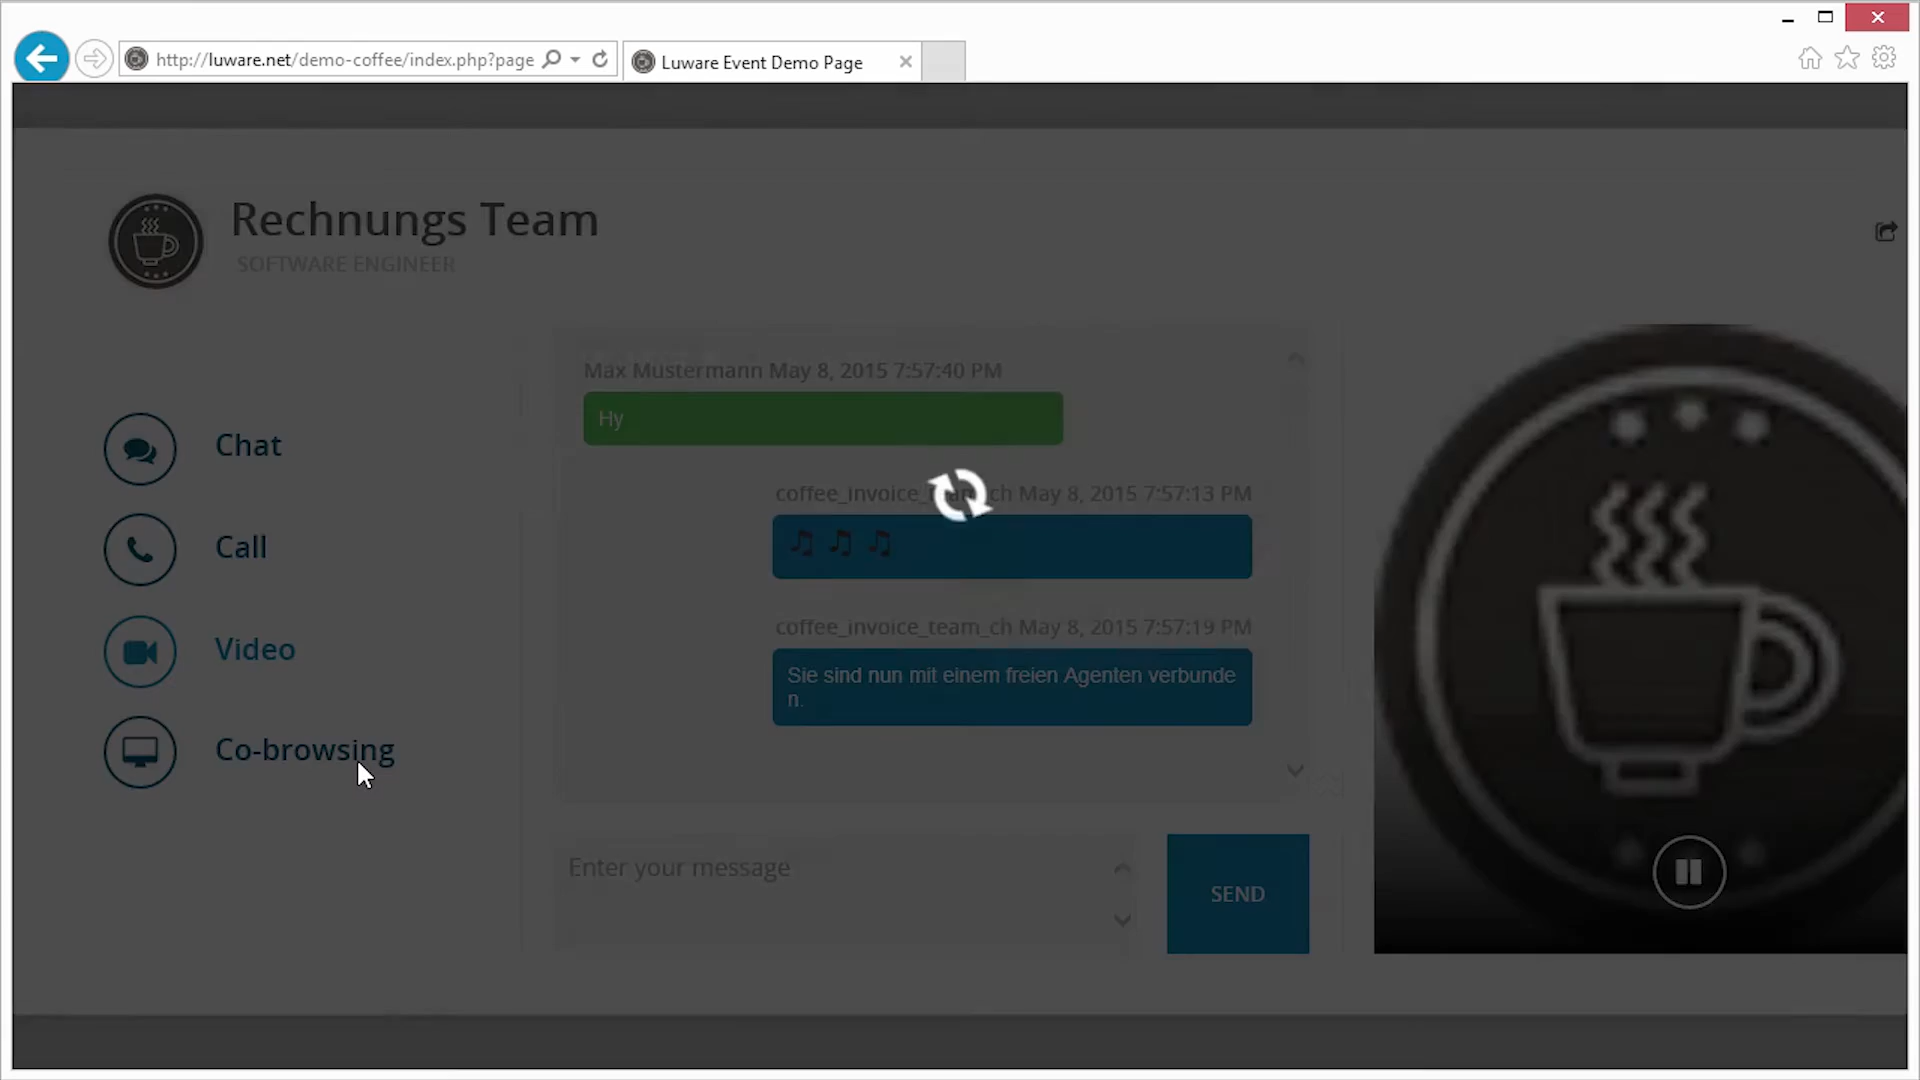 http://luware.net/demo-coffee/index.php?page
Luware Event Demo Page
Rechnungs Team
SOFTWARE ENGINEER
Chat
Call
Video
Co-browsing
Max Mustermann May 8, 2015 7:57:40 PM
Hy
coffee_invoice_team_ch May 8, 2015 7:57:13 PM
coffee_invoice_team_ch May 8, 2015 7:57:19 PM
Sie sind nun mit einem freien Agenten verbunde
n.
Enter your message
SEND